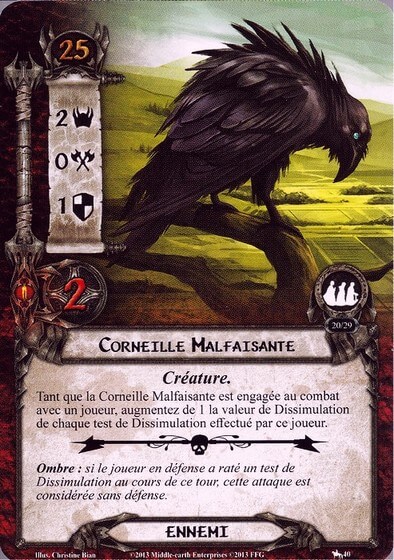 25
2
0
1
2
20/29
Corneille Malfaisante
Créature.
Tant que la Corneille Malfaisante est engagée au combat
avec un joueur, augmentez de 1 la valeur de Dissimulation
de chaque test de Dissimulation effectué par ce joueur.
Ombre : si le joueur en défense a raté un test de
Dissimulation au cours de ce tour, cette attaque est
considérée sans défense.
ENNEMI
Illus. Christine Bian ©2013 Middle-earth Enterprises ©2013 FFG 40